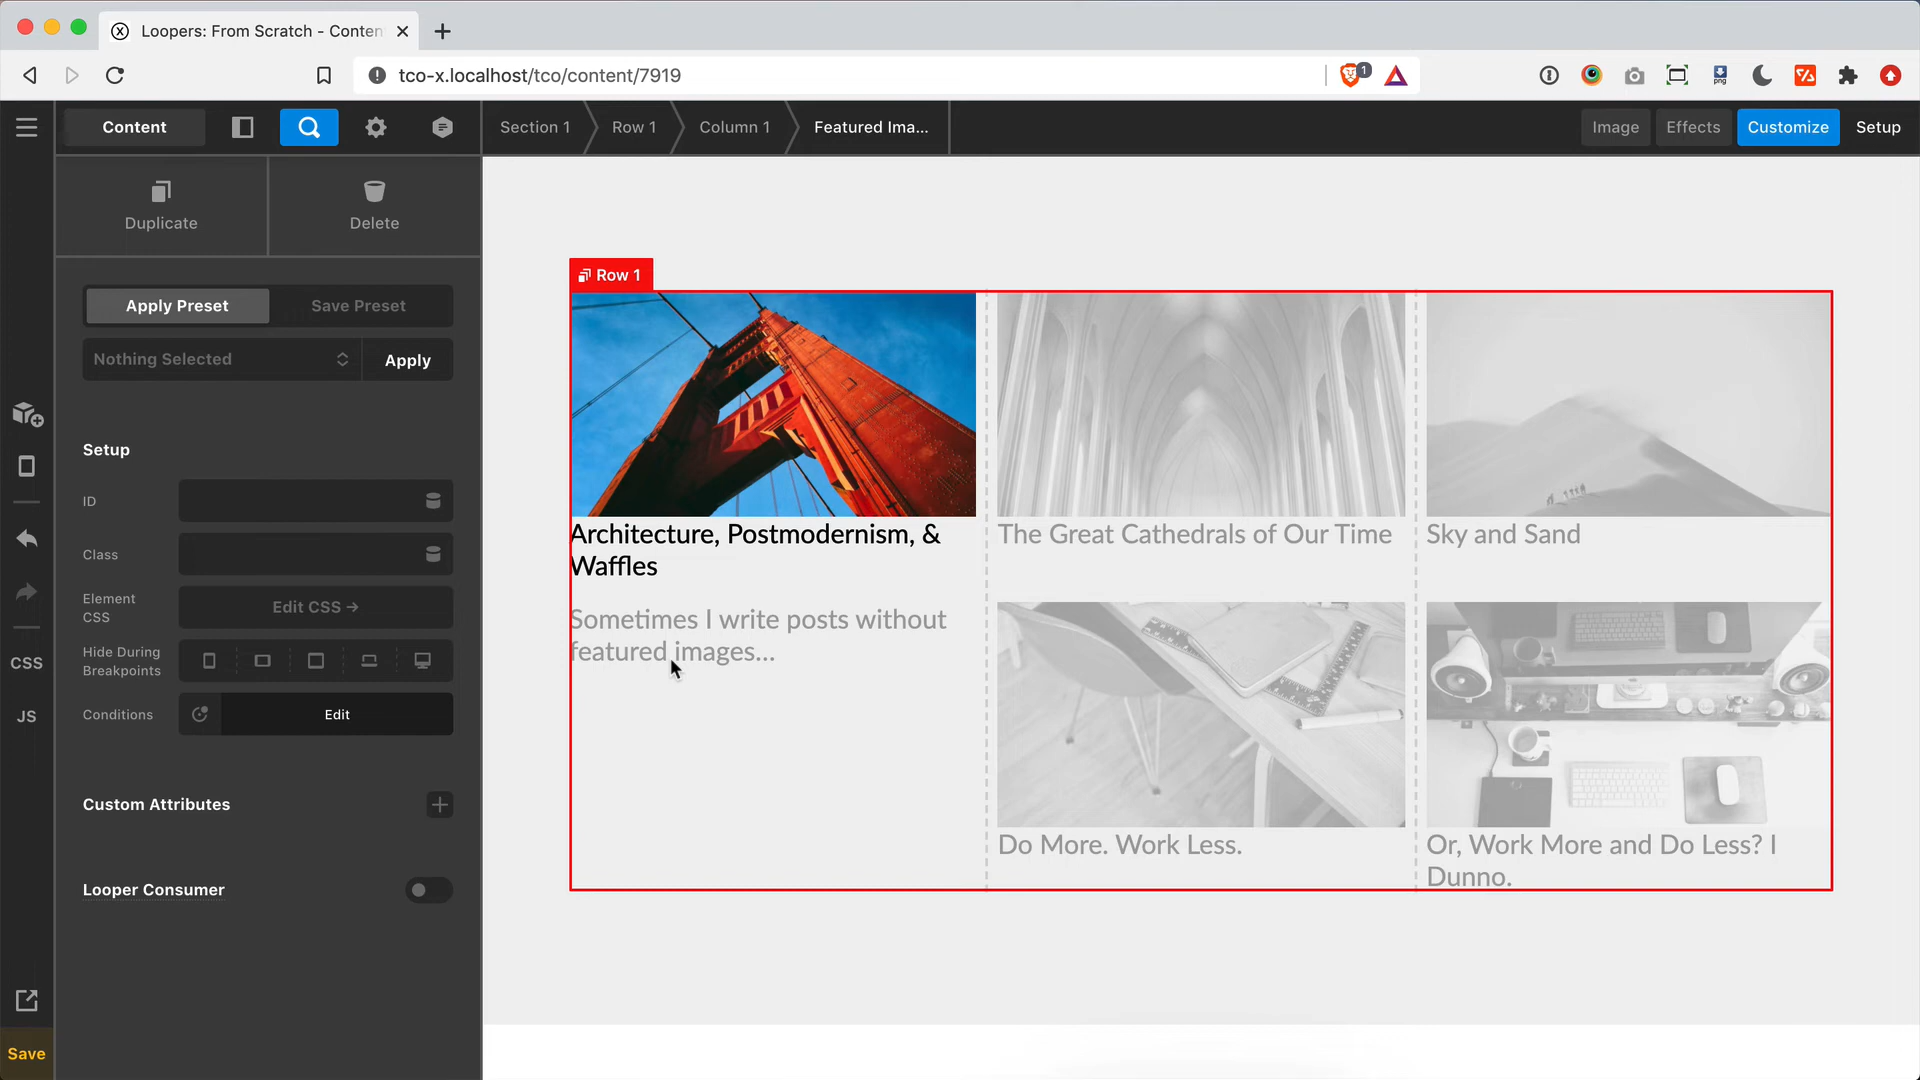 Loopers: From Scratch - Conten
tco-x.localhost/tco/content/7919
1
png
Content
Section 1
Row 1
Column 1
Featured Ima...
Image
Effects
Customize
Setup
Duplicate
Delete
Apply Preset
Save Preset
Nothing Selected
Apply
Setup
ID
Class
Element
CSS
Edit CSS →
Hide During
Breakpoints
Conditions
Edit
Custom Attributes
Looper Consumer
CSS
JS
Save
Row 1
Architecture, Postmodernism, &
Waffles
The Great Cathedrals of Our Time
Sky and Sand
Sometimes I write posts without
featured images...
Do More. Work Less.
Or, Work More and Do Less? I
Dunno.